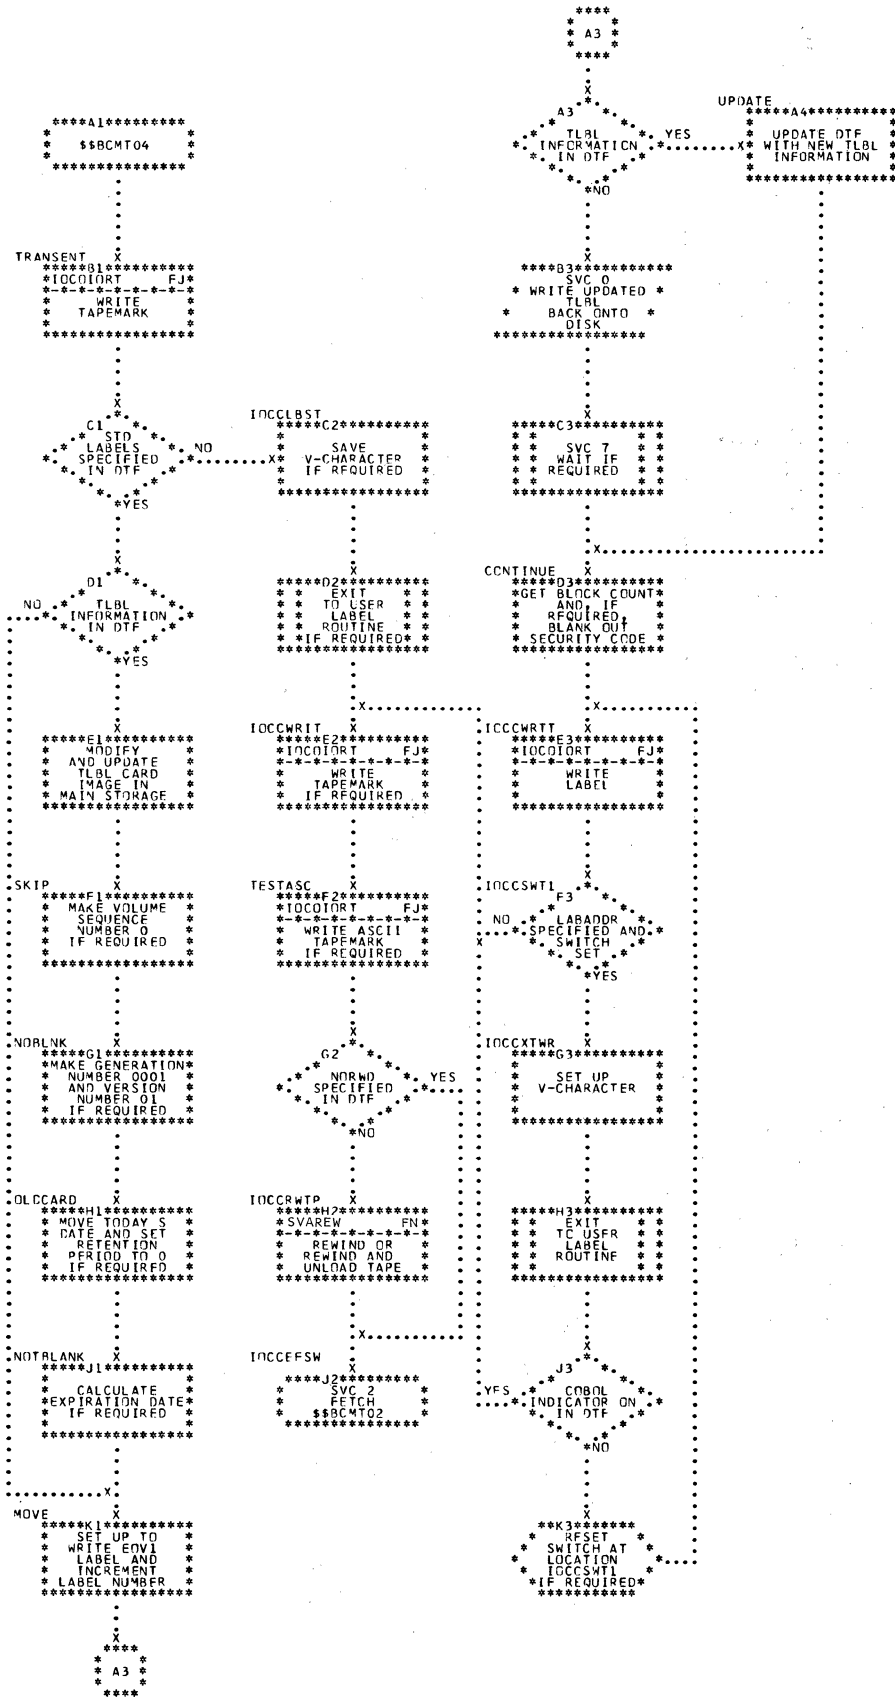 A1
$$BCMT04
TRANSENT
B1
IOCOIORT FJ
WRITE
TAPEMARK
C1
STD
LABELS
SPECIFIED
IN DTF
NO
YES
D1
TLBL
INFORMATION
IN DTF
NO
YES
E1
MODIFY
AND UPDATE
TLBL CARD
IMAGE IN
MAIN STORAGE
SKIP
F1
MAKE VOLUME
SEQUENCE
NUMBER 0
IF REQUIRED
NOBLNK
G1
MAKE GENERATION
NUMBER 0001
AND VERSION
NUMBER 01
IF REQUIRED
OLDCARD
H1
MOVE TODAY S
DATE AND SET
RETENTION
PERIOD TO 0
IF REQUIRED
NOTBLANK
J1
CALCULATE
EXPIRATION DATE
IF REQUIRED
MOVE
K1
SET UP TO
WRITE EOV1
LABEL AND
INCREMENT
LABEL NUMBER
A3
IOCCLBST
C2
SAVE
V-CHARACTER
IF REQUIRED
D2
EXIT
TO USER
LABEL
ROUTINE
IF REQUIRED
IOCCWRIT
E2
IOCOIORT FJ
WRITE
TAPEMARK
IF REQUIRED
TESTASC
F2
IOCOIORT FJ
WRITE ASCII
TAPEMARK
IF REQUIRED
G2
NORWD
SPECIFIED
IN DTF
YES
NO
IOCCRWTP
H2
SVAREW FN
REWIND OR
REWIND AND
UNLOAD TAPE
IOCCEFSW
J2
SVC 2
FETCH
$$BCMT02
A3
A3
TLBL
INFORMATION
IN DTF
YES
NO
UPDATE
A4
UPDATE DTF
WITH NEW TLBL
INFORMATION
B3
SVC 0
WRITE UPDATED
TLBL
BACK ONTO
DISK
C3
SVC 7
WAIT IF
REQUIRED
CONTINUE
D3
GET BLOCK COUNT
AND, IF
REQUIRED,
BLANK OUT
SECURITY CODE
ICCCWRTT
E3
IOCOIORT FJ
WRITE
LABEL
IOCCSWT1
F3
LABADDR
SPECIFIED AND
SWITCH
SET
NO
YES
IOCCXTWR
G3
SET UP
V-CHARACTER
H3
EXIT
TO USER
LABEL
ROUTINE
J3
COBOL
INDICATOR ON
IN DTF
YES
NO
K3
RESET
SWITCH AT
LOCATION
IOCCSWT1
IF REQUIRED